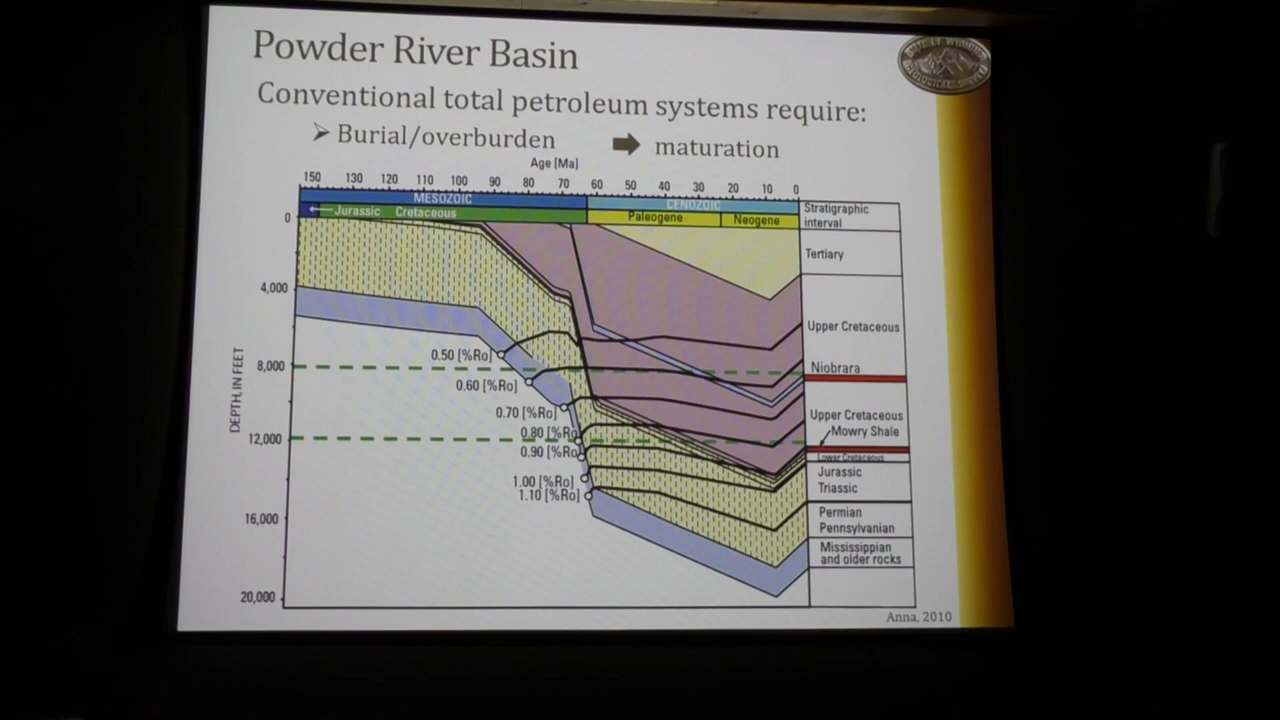 Powder River Basin
Conventional total petroleum systems require:
Burial/overburden maturation
Age [Ma]
150 130 120 110 100 90 80 70 60 50 40 30 20 10 0
MESOZOIC CENOZOIC
Jurassic Cretaceous Paleogene Neogene
Stratigraphic
interval
0
Tertiary
4,000
Upper Cretaceous
0.50 [%Ro]
8,000
Niobrara
0.60 [%Ro]
0.70 [%Ro]
Upper Cretaceous
0.80 [%Ro
Mowry Shale
12,000
0.90 [%Ro
Lower Cretaceous
Jurassic
1.00 [%Ro]
Triassic
1.10 [%Ro]
16,000
Permian
Pennsylvanian
Mississippian
and older rocks
20,000
DEPTH, IN FEET
Anna, 2010